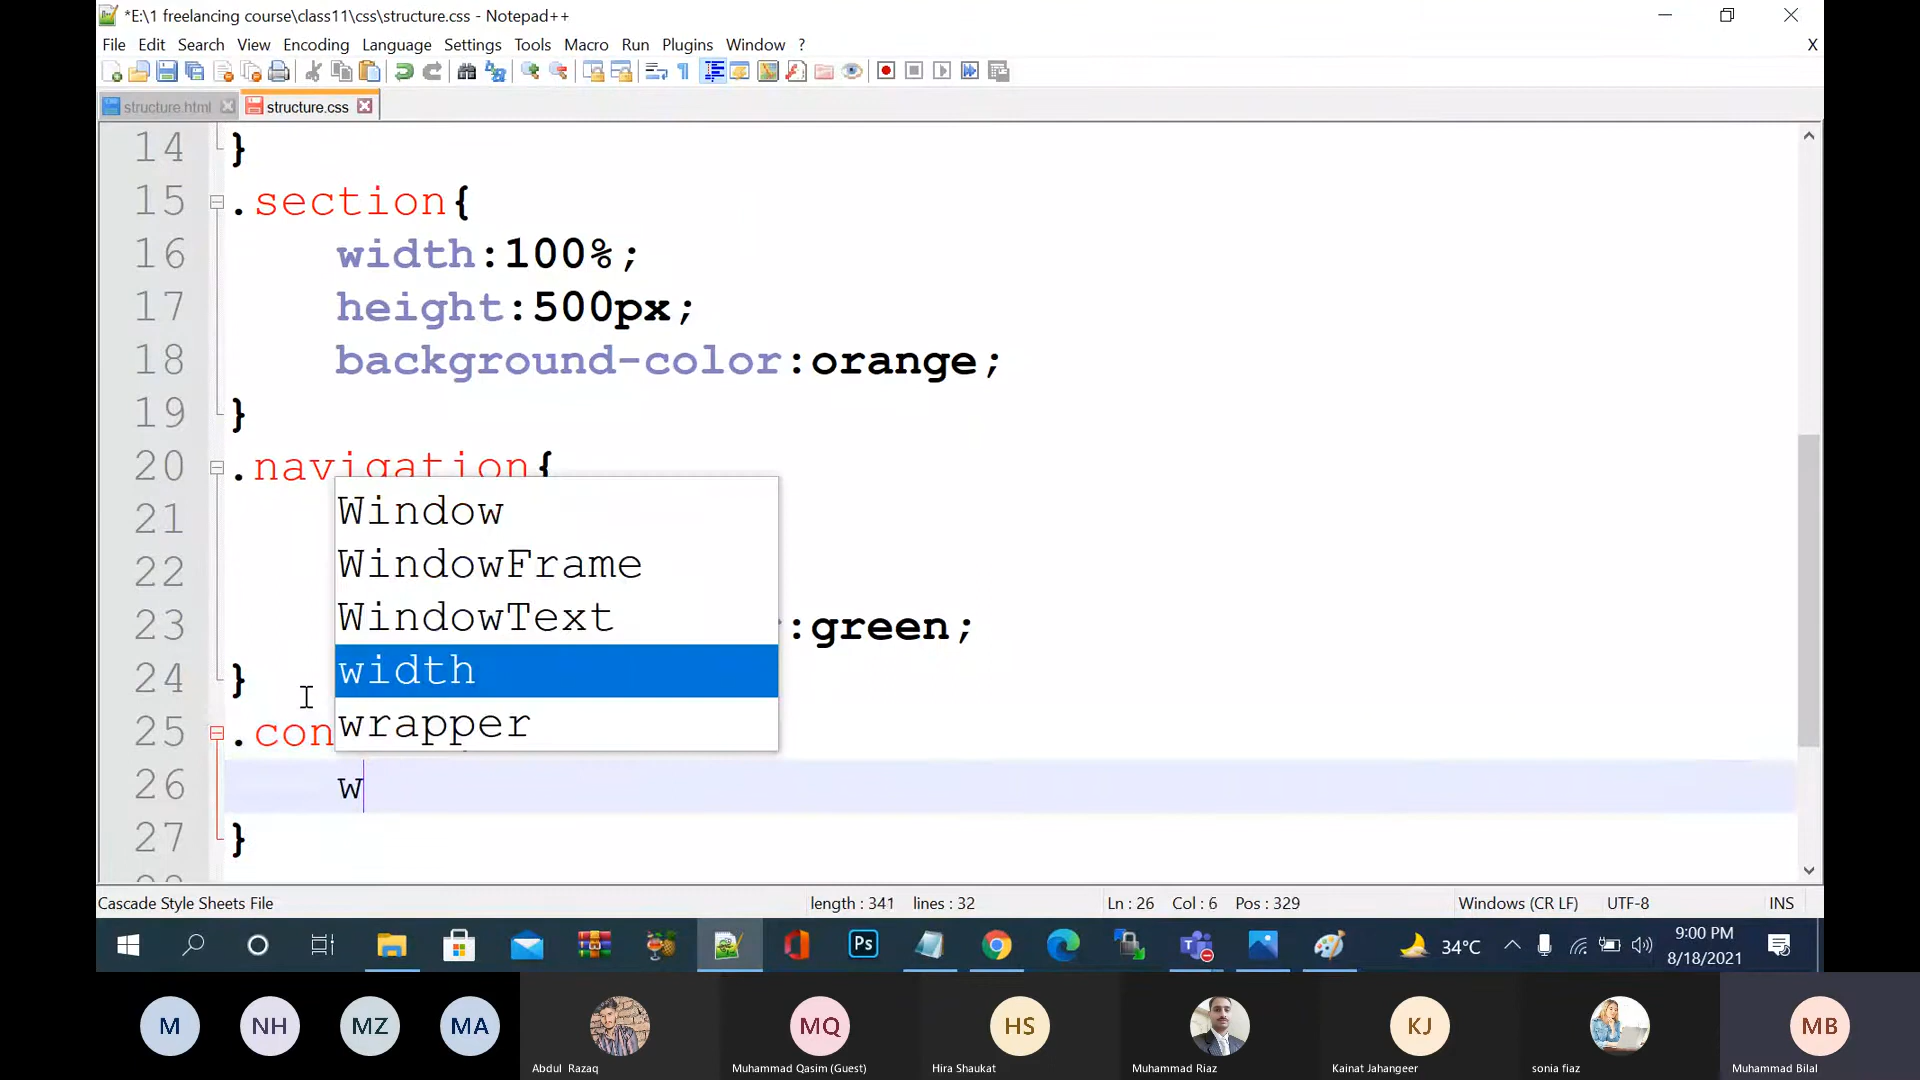 *E:\1 freelancing course\class11\css\structure.css - Notepad++
File Edit Search View Encoding Language Settings Tools Macro Run Plugins Window ?
X
structure.html structure.css
14 }
15 .section{
16 width:100%;
17 height:500px;
18 background-color:orange;
19 }
20 .navigation{
Window
21
WindowFrame
22
WindowText
23 :green;
width
24 }
wrapper
25 .con
26 w
27 }
Cascade Style Sheets File length : 341 lines : 32 Ln : 26 Col : 6 Pos : 329 Windows (CR LF) UTF-8 INS
Ps 34°C 9:00 PM
8/18/2021
M NH MZ MA MQ HS KJ MB
Abdul Razaq Muhammad Qasim (Guest) Hira Shaukat Muhammad Riaz Kainat Jahangeer sonia fiaz Muhammad Bilal